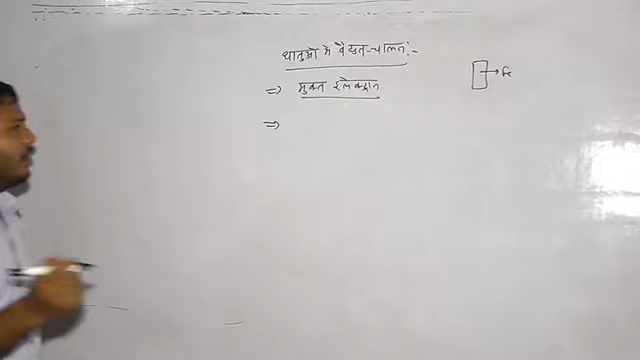 धातुओं में वैद्युत-चालन :-
⇒ मुक्त इलेक्ट्रान
⇒